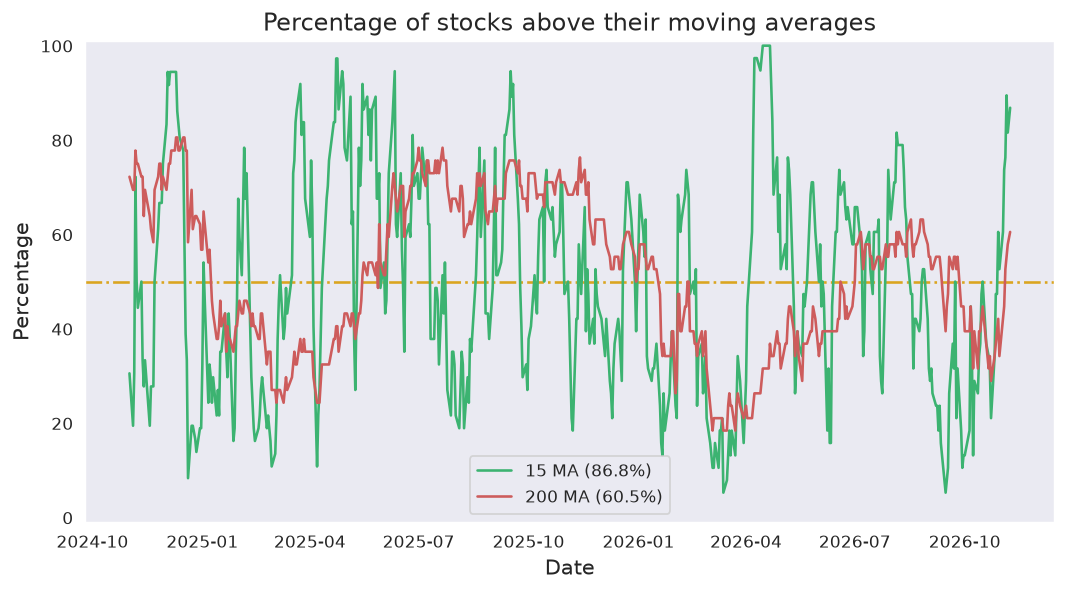 Percentage of stocks above their moving averages
100
80
60
40
20
0
Percentage
15 MA (86.8%)
200 MA (60.5%)
2024-10 2025-01 2025-04 2025-07 2025-10 2026-01 2026-04 2026-07 2026-10
Date